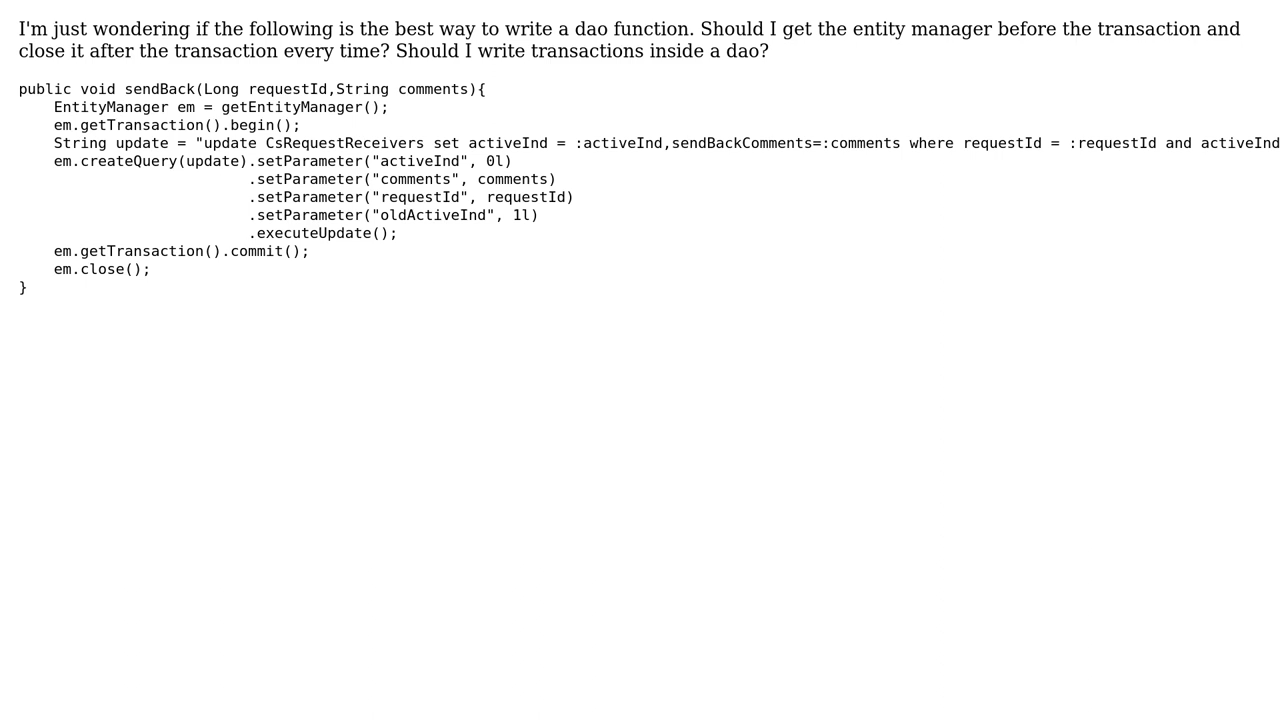 I'm just wondering if the following is the best way to write a dao function. Should I get the entity manager before the transaction and
close it after the transaction every time? Should I write transactions inside a dao?
public void sendBack(Long requestId,String comments){
    EntityManager em = getEntityManager();
    em.getTransaction().begin();
    String update = "update CsRequestReceivers set activeInd = :activeInd,sendBackComments=:comments where requestId = :requestId and activeInd
    em.createQuery(update).setParameter("activeInd", 0l)
                          .setParameter("comments", comments)
                          .setParameter("requestId", requestId)
                          .setParameter("oldActiveInd", 1l)
                          .executeUpdate();
    em.getTransaction().commit();
    em.close();
}